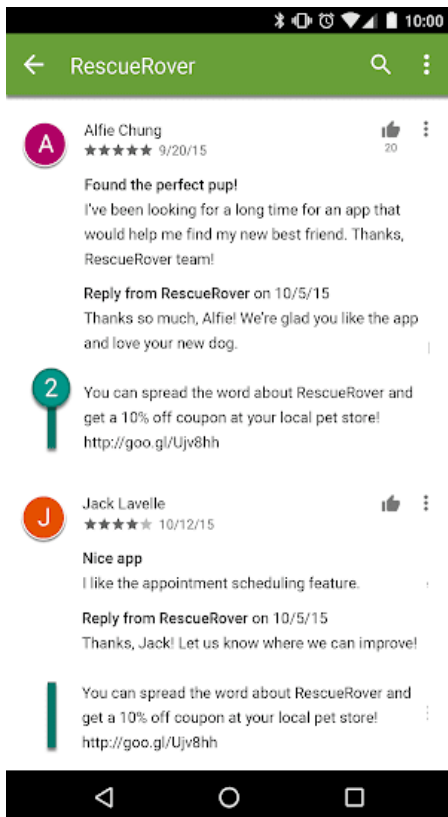 10:00
RescueRover
A
Alfie Chung
★★★★★ 9/20/15
20
Found the perfect pup!
I've been looking for a long time for an app that
would help me find my new best friend. Thanks,
RescueRover team!
Reply from RescueRover on 10/5/15
Thanks so much, Alfie! We're glad you like the app
and love your new dog.
2
You can spread the word about RescueRover and
get a 10% off coupon at your local pet store!
http://goo.gl/Ujv8hh
J
Jack Lavelle
★★★★★ 10/12/15
Nice app
I like the appointment scheduling feature.
Reply from RescueRover on 10/5/15
Thanks, Jack! Let us know where we can improve!
You can spread the word about RescueRover and
get a 10% off coupon at your local pet store!
http://goo.gl/Ujv8hh